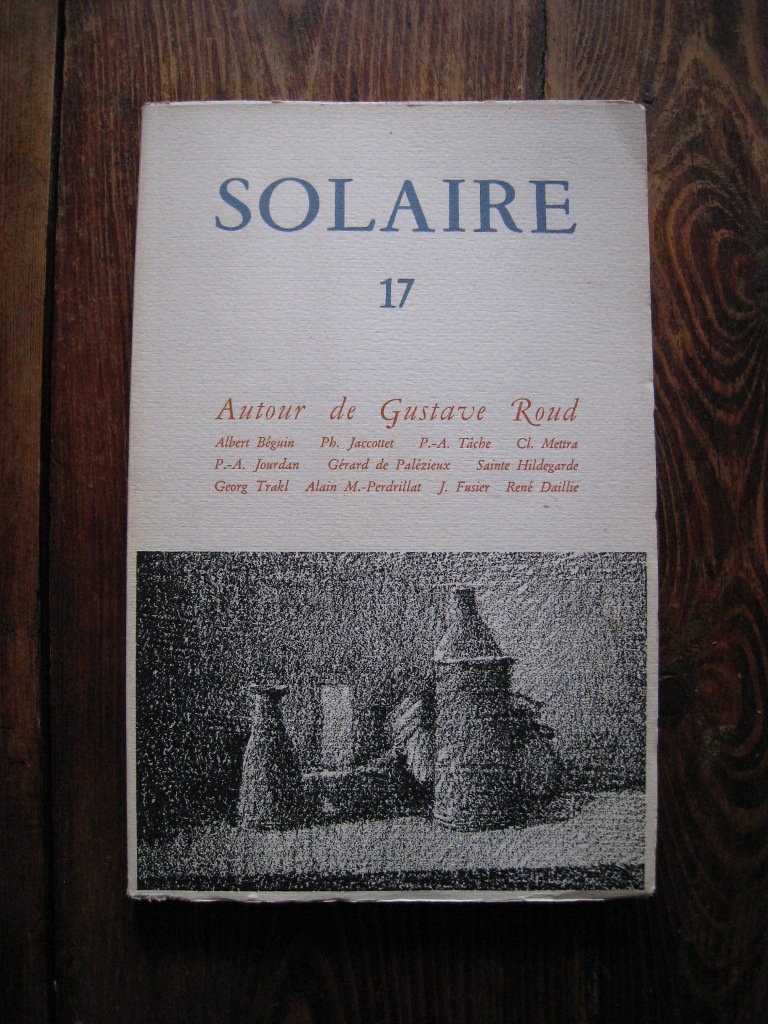 SOLAIRE
17
Autour de Gustave Roud
Albert Béguin Ph. Jaccottet P.-A. Tâche Cl. Mettra
P.-A. Jourdan Gérard de Palézieux Sainte Hildegarde
Georg Trakl Alain M.-Perdrillat J. Fusier René Daillie